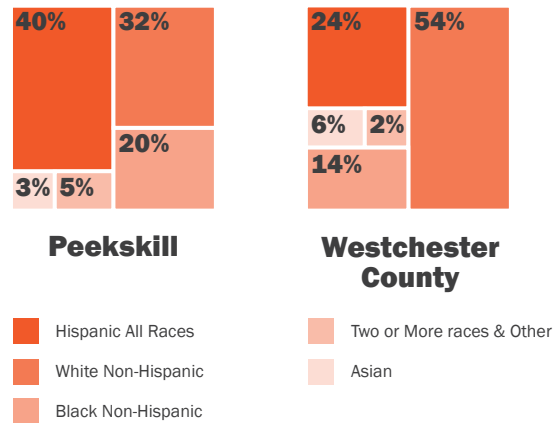 40%
32%
20%
3%
5%
Peekskill
24%
54%
6%
2%
14%
Westchester
County
Hispanic All Races
White Non-Hispanic
Black Non-Hispanic
Two or More races & Other
Asian